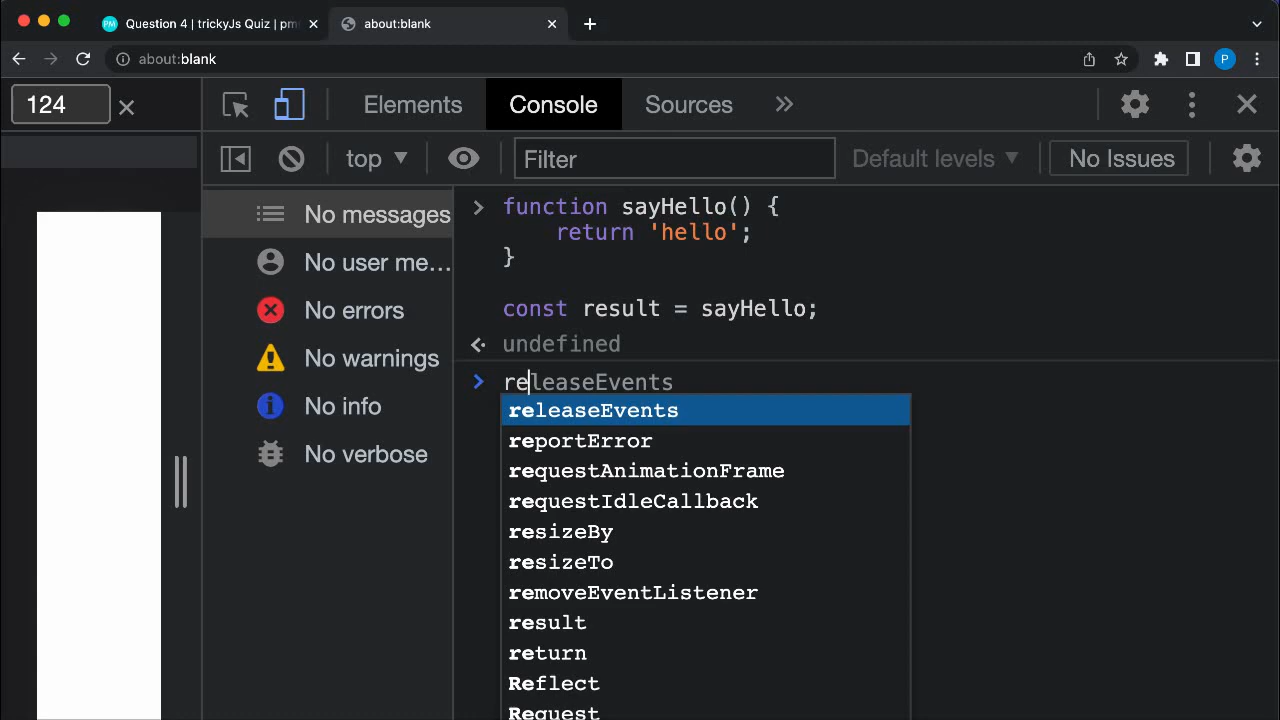 Question 4 | trickyJs Quiz | pm
about:blank
about:blank
P
124
Elements
Console
Sources
top
Filter
Default levels
No Issues
No messages
No user me…
No errors
No warnings
No info
No verbose
function sayHello() {
return 'hello';
}
const result = sayHello;
undefined
releaseEvents
releaseEvents
reportError
requestAnimationFrame
requestIdleCallback
resizeBy
resizeTo
removeEventListener
result
return
Reflect
Request